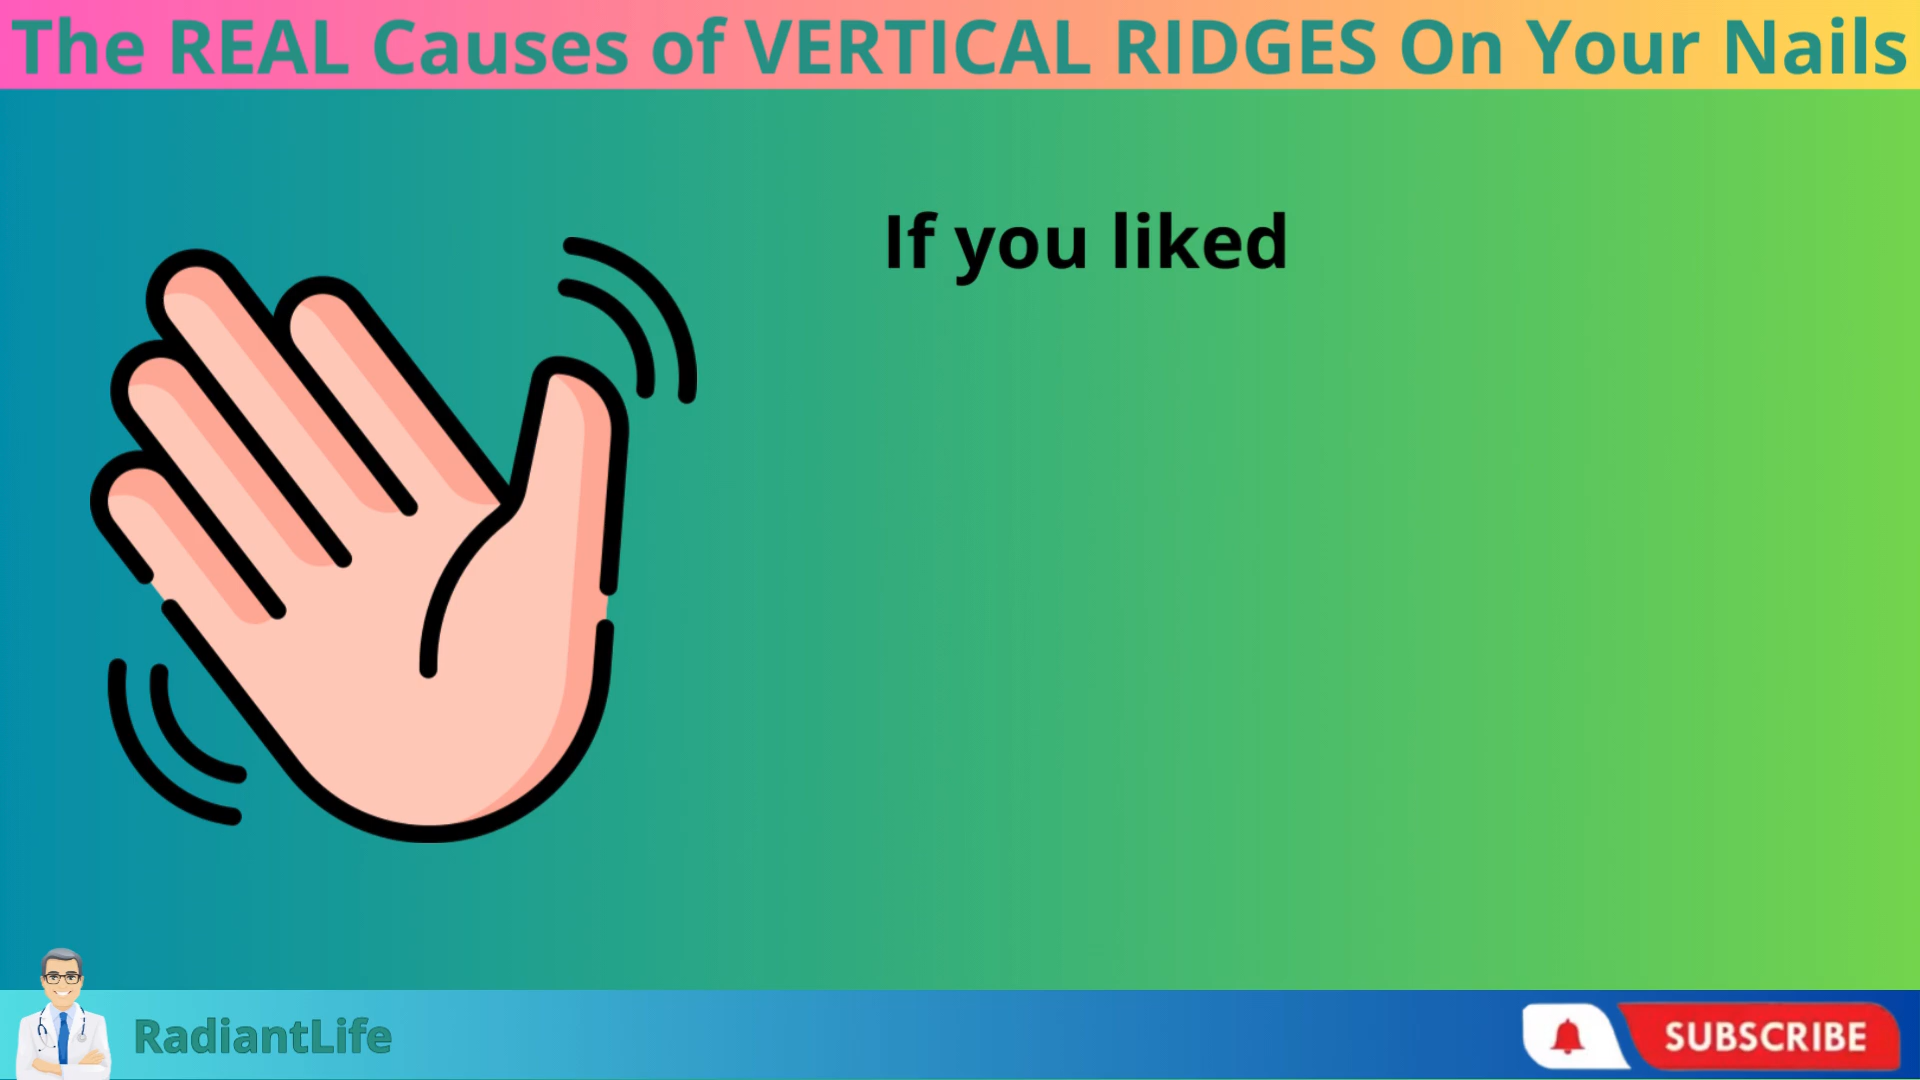 The REAL Causes of VERTICAL RIDGES On Your Nails
If you liked
RadiantLife
SUBSCRIBE